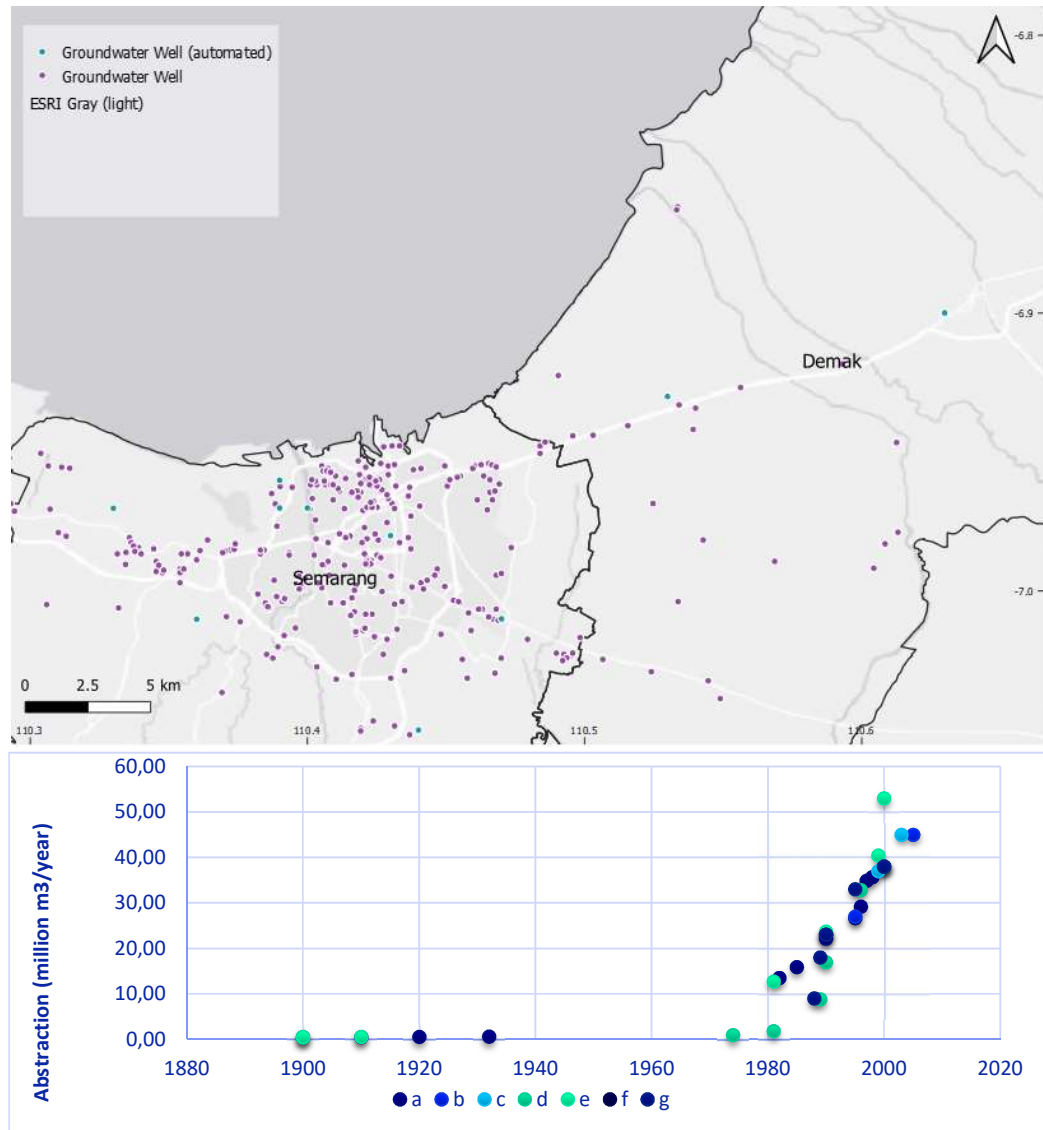 Groundwater Well (automated)
Groundwater Well
ESRI Gray (light)
-6.8
-6.9
Demak
Semarang
-7.0
0 2.5 5 km
110.3 110.4 110.5 110.6
Abstraction (million m3/year)
60,00
50,00
40,00
30,00
20,00
10,00
0,00
1880 1900 1920 1940 1960 1980 2000 2020
a b c d e f g